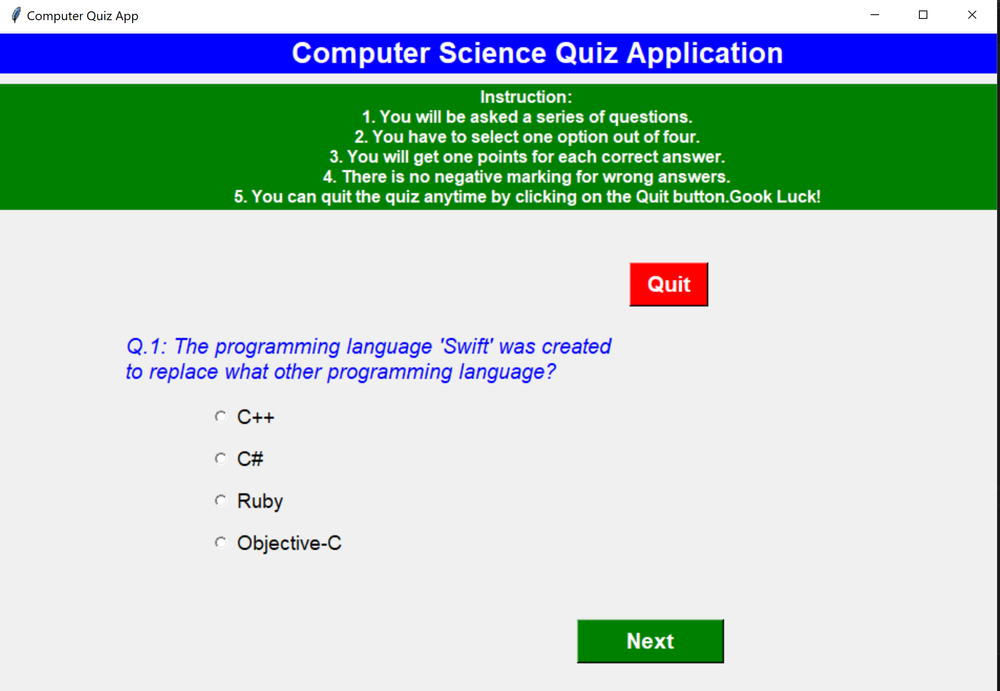 Computer Quiz App
Computer Science Quiz Application
Instruction:
1. You will be asked a series of questions.
2. You have to select one option out of four.
3. You will get one points for each correct answer.
4. There is no negative marking for wrong answers.
5. You can quit the quiz anytime by clicking on the Quit button.Gook Luck!
Quit
Q.1: The programming language 'Swift' was created
to replace what other programming language?
C++
C#
Ruby
Objective-C
Next